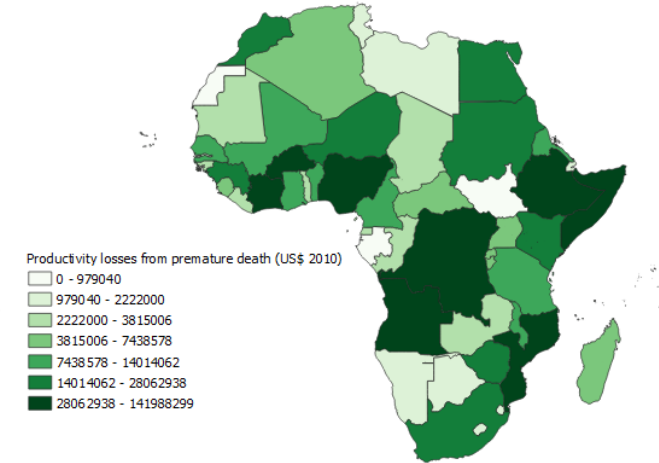 Productivity losses from premature death (US$ 2010)
0 - 979040
979040 - 2222000
2222000 - 3815006
3815006 - 7438578
7438578 - 14014062
14014062 - 28062938
28062938 - 141988299